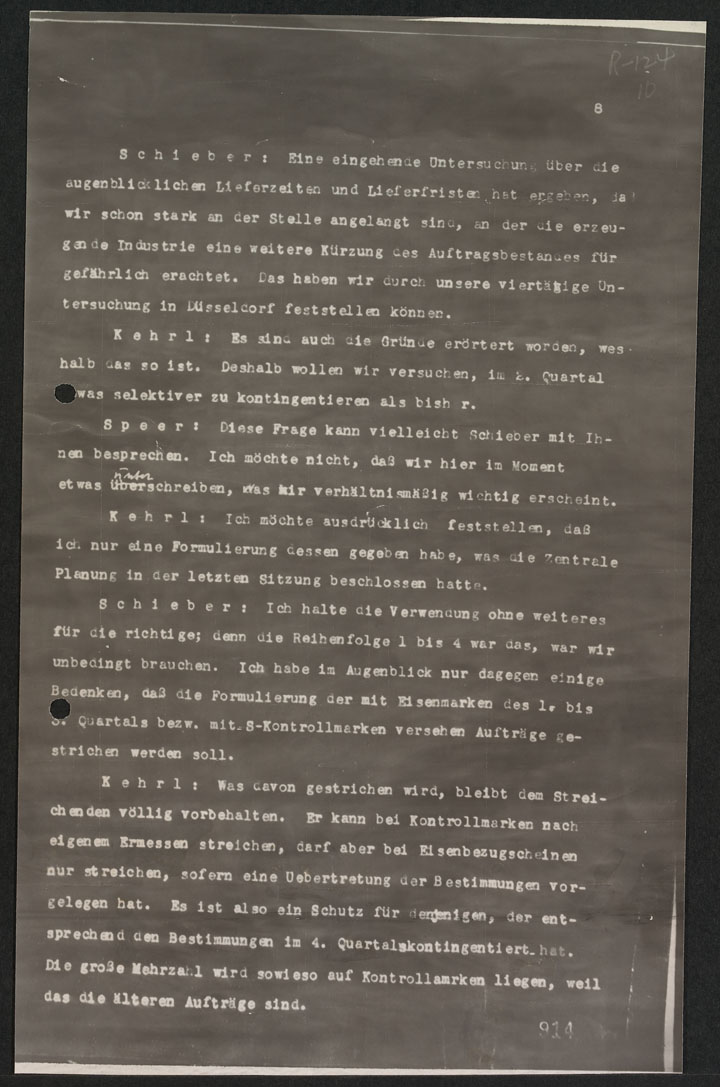 R-124
10
8
S c h i e b e r : Eine eingehende Untersuchung über die
augenblicklichen Lieferzeiten und Lieferfristen hat ergeben, daß
wir schon stark an der Stelle angelangt sind, an der die erzeu-
gende Industrie eine weitere Kürzung des Auftragsbestandes für
gefährlich erachtet. Das haben wir durch unsere viertägige Un-
tersuchung in Düsseldorf feststellen können.
K e h r l : Es sind auch die Gründe erörtert worden, wes-
halb das so ist. Deshalb wollen wir versuchen, im 2. Quartal
was selektiver zu kontingentieren als bish r.
S p e e r : Diese Frage kann vielleicht Schieber mit Ih-
nen besprechen. Ich möchte nicht, daß wir hier im Moment
unter
etwas überschreiben, was mir verhältnismäßig wichtig erscheint.
K e h r l : Ich möchte ausdrücklich feststellen, daß
ich nur eine Formulierung dessen gegeben habe, was die Zentrale
Planung in der letzten Sitzung beschlossen hatte.
S c h i e b e r : Ich halte die Verwendung ohne weiteres
für die richtige; denn die Reihenfolge 1 bis 4 war das, war wir
unbedingt brauchen. Ich habe im Augenblick nur dagegen einige
Bedenken, daß die Formulierung der mit Eisenmarken des 1. bis
3. Quartals bezw. mit S-Kontrollmarken versehen Aufträge ge-
strichen werden soll.
K e h r l : Was davon gestrichen wird, bleibt dem Strei-
chenden völlig vorbehalten. Er kann bei Kontrollmarken nach
eigenem Ermessen streichen, darf aber bei Eisenbezugscheinen
nur streichen, sofern eine Uebertretung der Bestimmungen vor-
gelegen hat. Es ist also ein Schutz für denjenigen, der ent-
sprechend den Bestimmungen im 4. Quartal kontingentiert hat.
Die große Mehrzahl wird sowieso auf Kontrollamrken liegen, weil
das die älteren Aufträge sind.
914